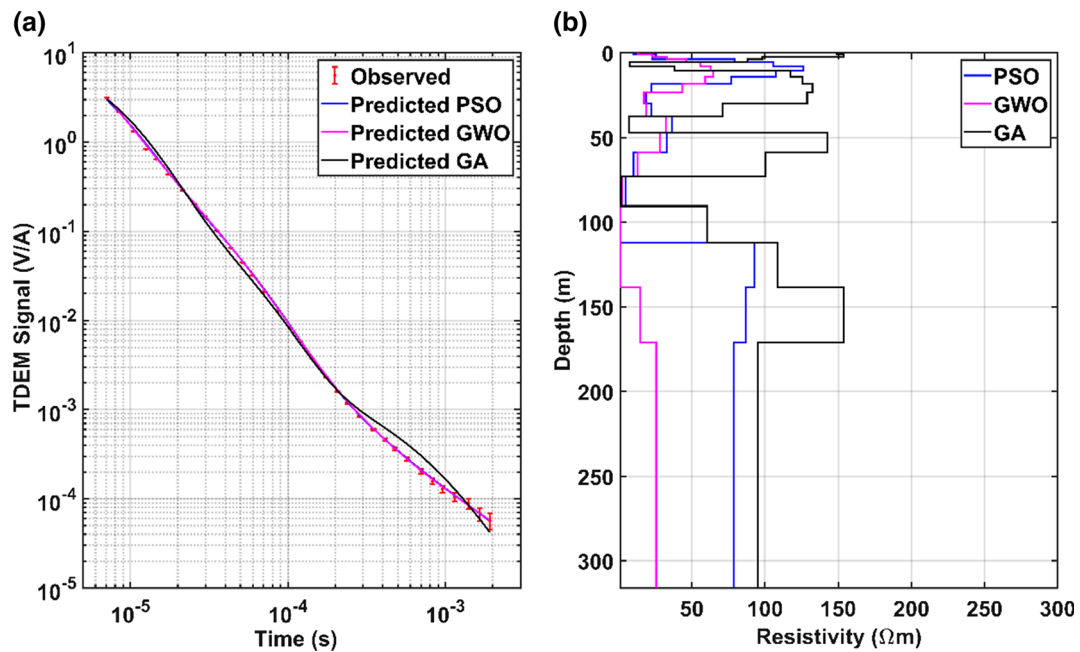 (a)
10^1
10^0
10^-1
10^-2
10^-3
10^-4
10^-5
TDEM Signal (V/A)
10^-5
10^-4
10^-3
Time (s)
Observed
Predicted PSO
Predicted GWO
Predicted GA
(b)
0
50
100
150
200
250
300
Depth (m)
50
100
150
200
250
300
Resistivity (Ωm)
PSO
GWO
GA